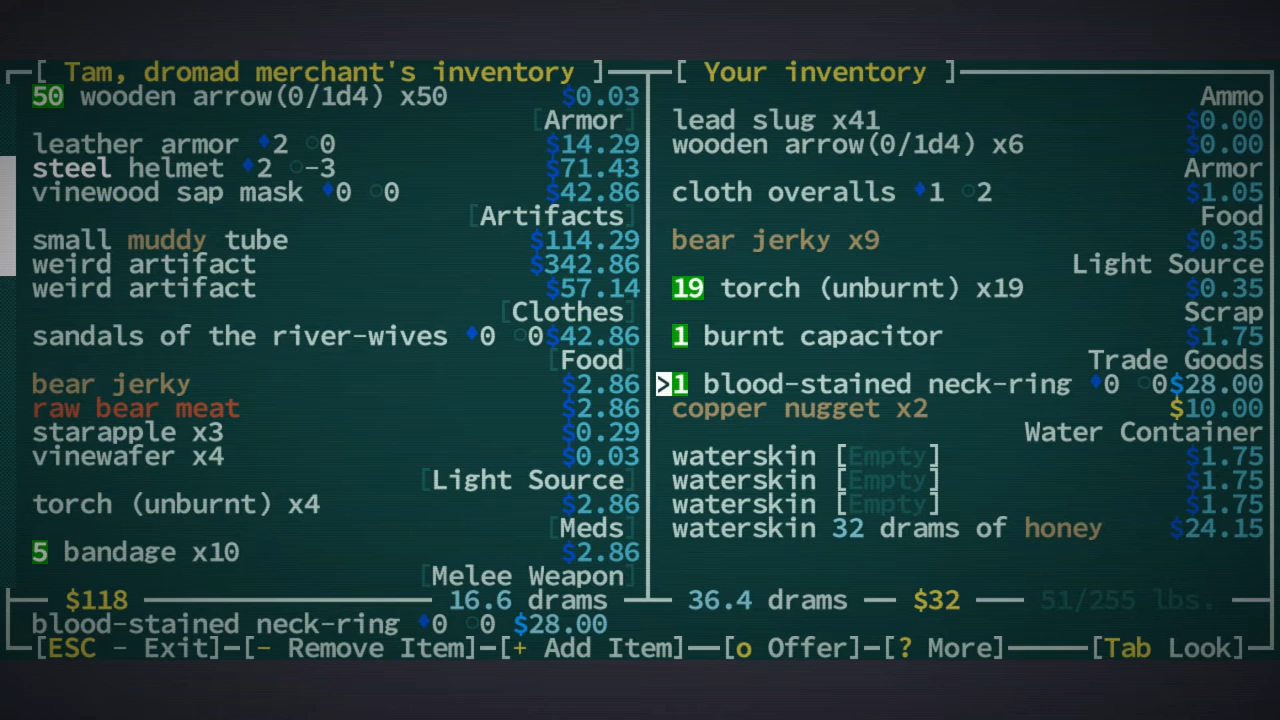 [ Tam, dromad merchant's inventory ]
50 wooden arrow(0/1d4) x50 $0.03
[Armor]
leather armor ♦2 ○0 $14.29
steel helmet ♦2 ○-3 $71.43
vinewood sap mask ♦0 ○0 $42.86
[Artifacts]
small muddy tube $114.29
weird artifact $342.86
weird artifact $57.14
[Clothes]
sandals of the river-wives ♦0 ○0$42.86
[Food]
bear jerky $2.86
raw bear meat $2.86
starapple x3 $0.29
vinewafer x4 $0.03
[Light Source]
torch (unburnt) x4 $2.86
[Meds]
5 bandage x10 $2.86
[Melee Weapon]
$118 16.6 drams
[ Your inventory ]
Ammo
lead slug x41 $0.00
wooden arrow(0/1d4) x6 $0.00
Armor
cloth overalls ♦1 ○2 $1.05
Food
bear jerky x9 $0.35
Light Source
19 torch (unburnt) x19 $0.35
Scrap
1 burnt capacitor $1.75
Trade Goods
>1 blood-stained neck-ring ♦0 ○0$28.00
copper nugget x2 $10.00
Water Container
waterskin [Empty] $1.75
waterskin [Empty] $1.75
waterskin [Empty] $1.75
waterskin 32 drams of honey $24.15
36.4 drams — $32 — 51/255 lbs.
blood-stained neck-ring ♦0 ○0 $28.00
[ESC - Exit]-[- Remove Item]-[+ Add Item]-[o Offer]-[? More] [Tab Look]